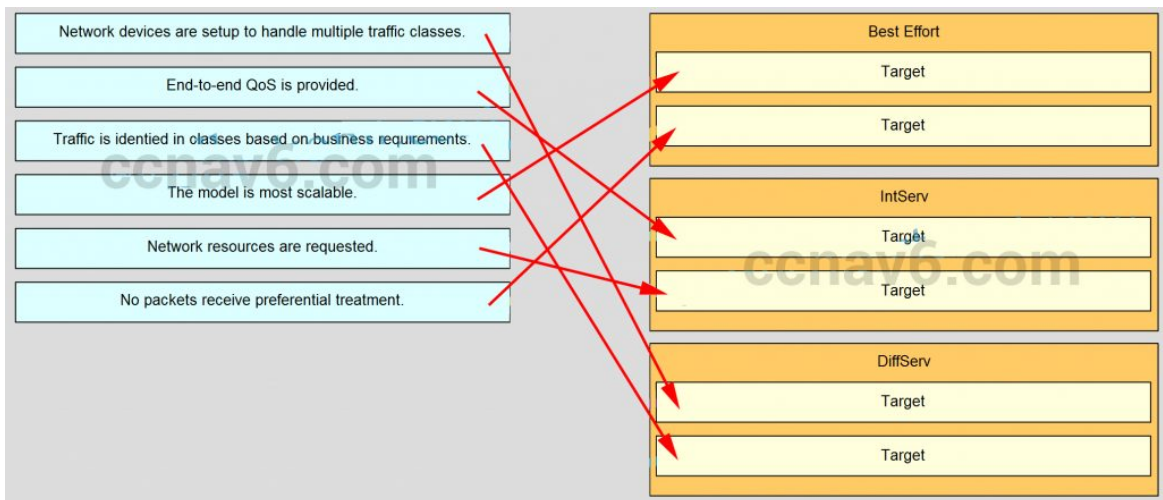 Network devices are setup to handle multiple traffic classes.
End-to-end QoS is provided.
Traffic is identied in classes based on business requirements.
The model is most scalable.
Network resources are requested.
No packets receive preferential treatment.
ccnav6.com
Best Effort
Target
Target
IntServ
Target
Target
ccnav6.com
DiffServ
Target
Target